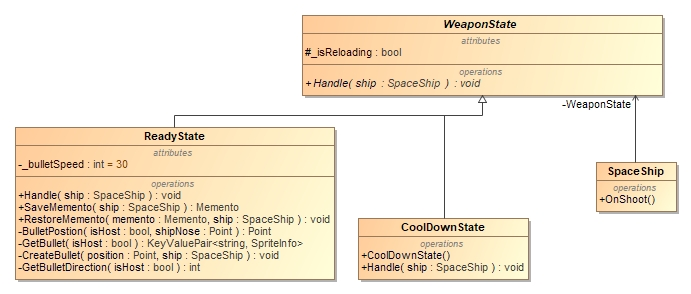 WeaponState
attributes
#_isReloading : bool
operations
+Handle( ship : SpaceShip ) : void
-WeaponState
ReadyState
attributes
-_bulletSpeed : int = 30
operations
+Handle( ship : SpaceShip ) : void
+SaveMemento( ship : SpaceShip ) : Memento
+RestoreMemento( memento : Memento, ship : SpaceShip ) : void
-BulletPostion( isHost : bool, shipNose : Point ) : Point
-GetBullet( isHost : bool ) : KeyValuePair<string, SpriteInfo>
-CreateBullet( position : Point, ship : SpaceShip ) : void
-GetBulletDirection( isHost : bool ) : int
CoolDownState
operations
+CoolDownState()
+Handle( ship : SpaceShip ) : void
SpaceShip
operations
+OnShoot()